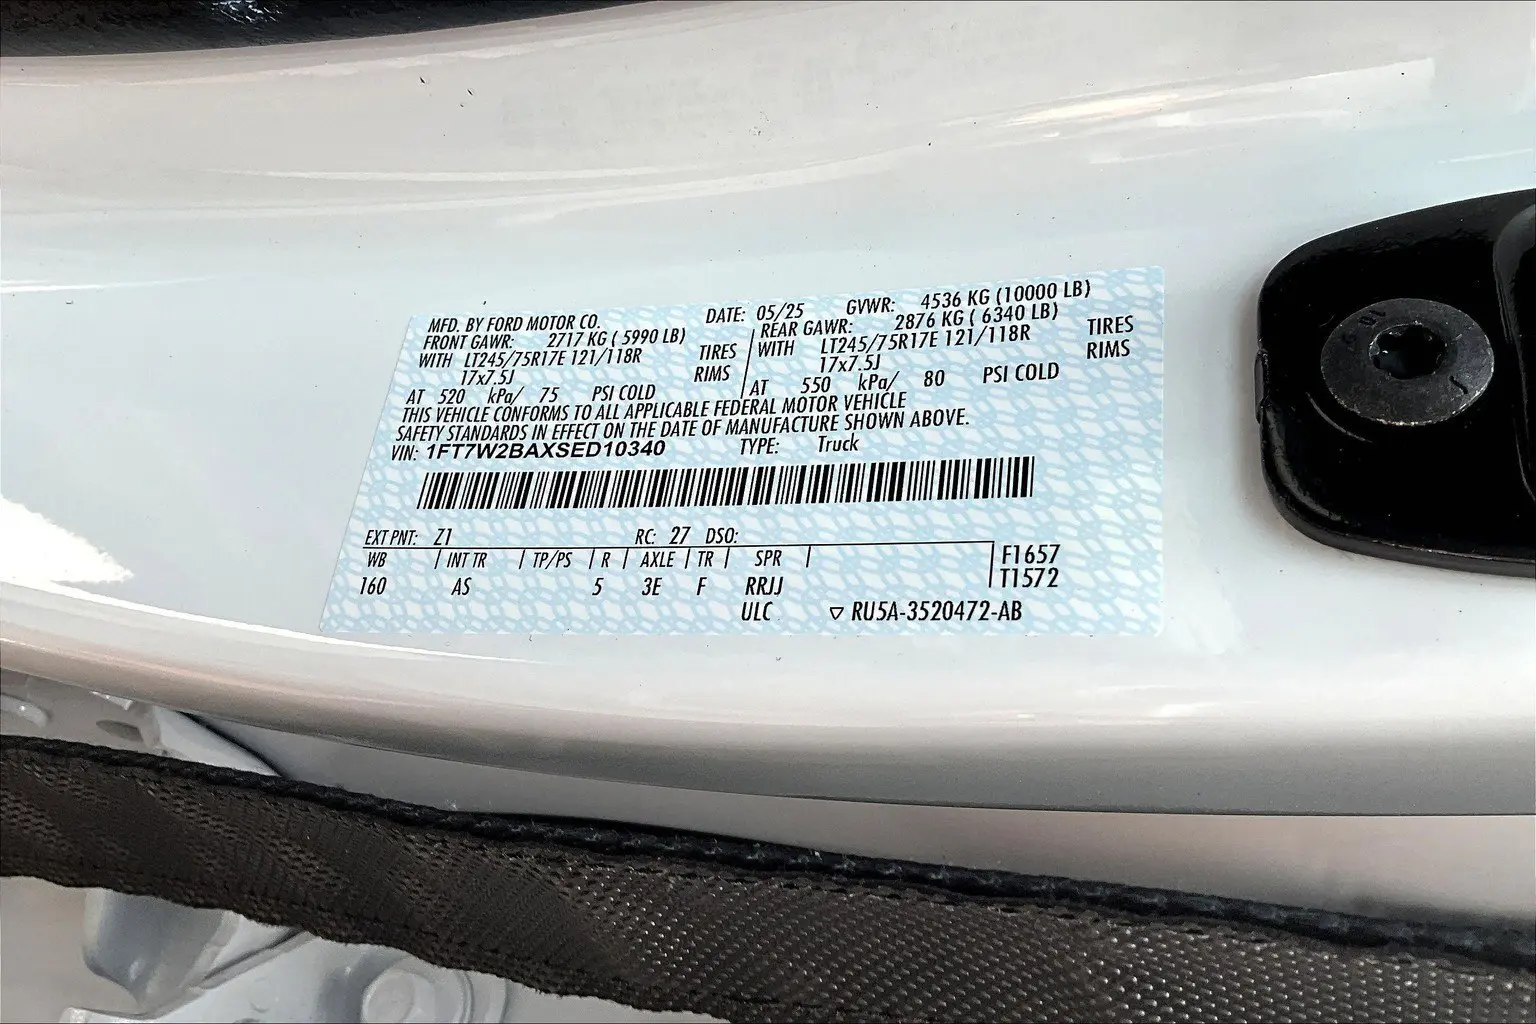 MFD. BY FORD MOTOR CO. DATE: 05/25 GVWR: 4536 KG (10000 LB)
FRONT GAWR: 2717 KG ( 5990 LB)
WITH LT245/75R17E 121/118R TIRES
17x7.5J RIMS
AT 520 kPa/ 75 PSI COLD
REAR GAWR: 2876 KG ( 6340 LB)
WITH LT245/75R17E 121/118R TIRES
17x7.5J RIMS
AT 550 kPa/ 80 PSI COLD
THIS VEHICLE CONFORMS TO ALL APPLICABLE FEDERAL MOTOR VEHICLE
SAFETY STANDARDS IN EFFECT ON THE DATE OF MANUFACTURE SHOWN ABOVE.
VIN: 1FT7W2BAXSED10340 TYPE: Truck
EXT PNT: Z1 RC: 27 DSO:
WB INT TR TP/PS R AXLE TR SPR F1657
160 AS 5 3E F RRJJ T1572
ULC ▽ RU5A-3520472-AB